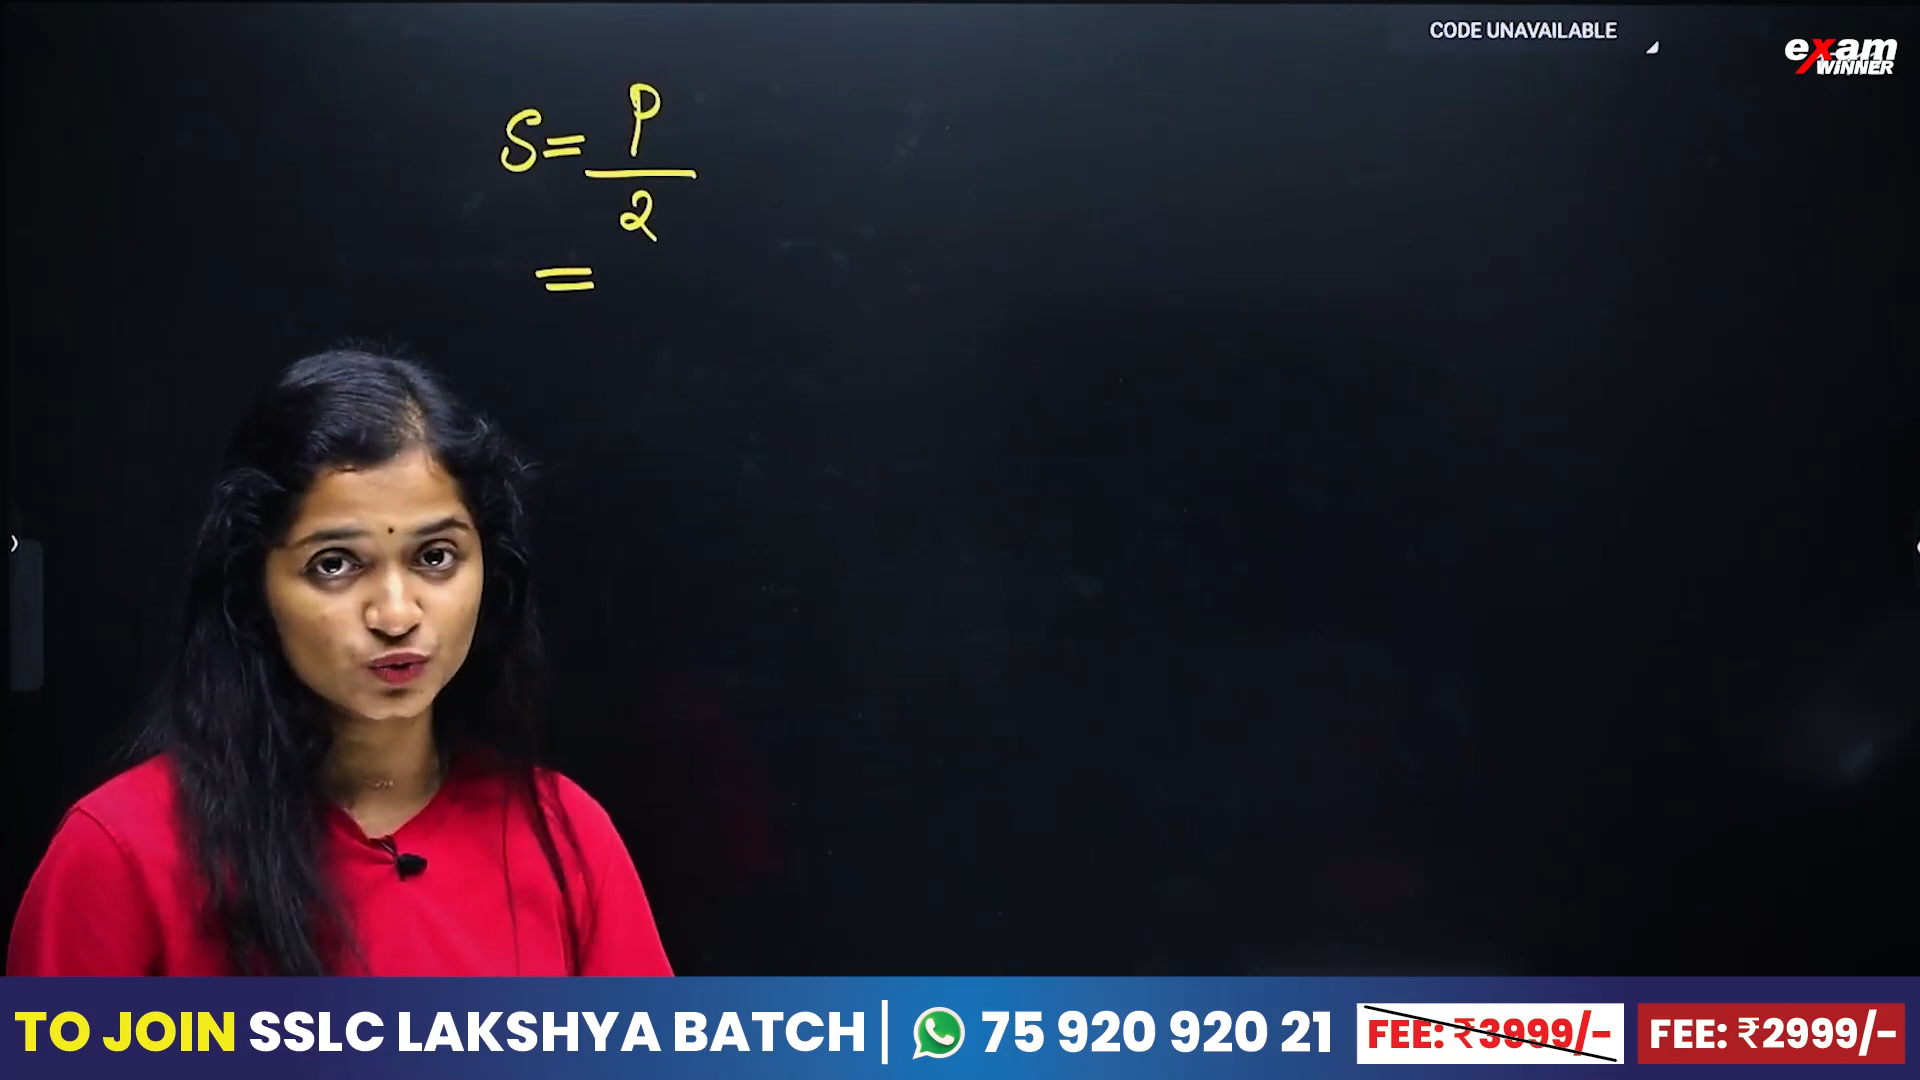 CODE UNAVAILABLE
exam
WINNER
S = P/2
=
TO JOIN SSLC LAKSHYA BATCH | 75 920 920 21 FEE: ₹3999/- FEE: ₹2999/-